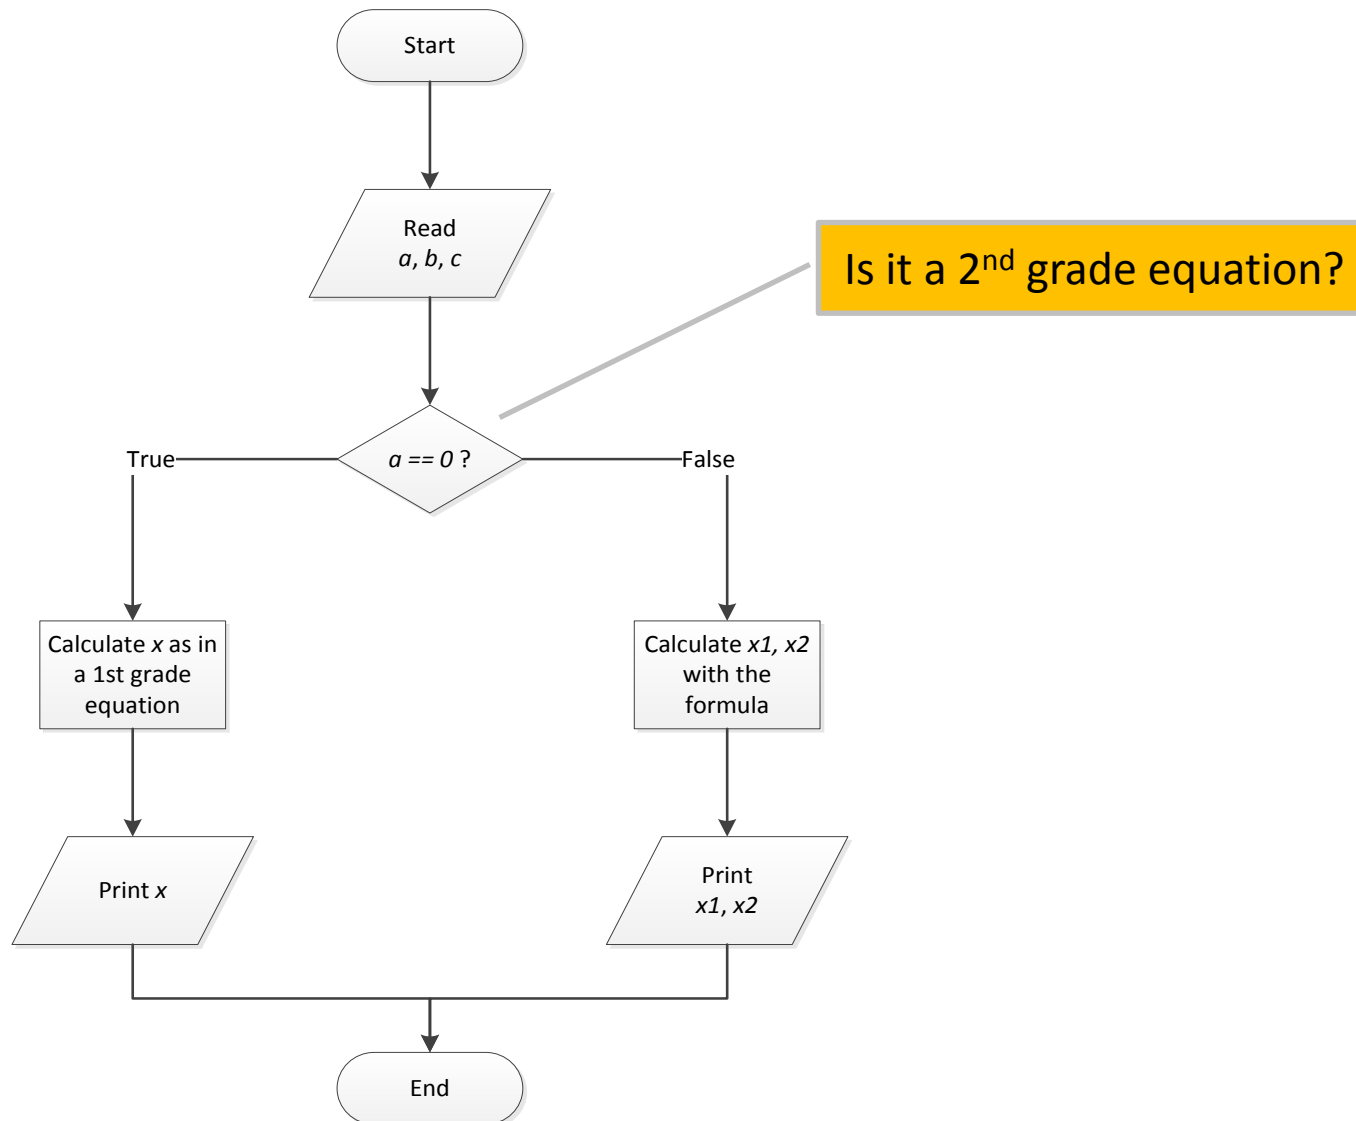 Start
Read
a, b, c
Is it a 2nd grade equation?
a == 0 ?
True
False
Calculate x as in
a 1st grade
equation
Calculate x1, x2
with the
formula
Print x
Print
x1, x2
End